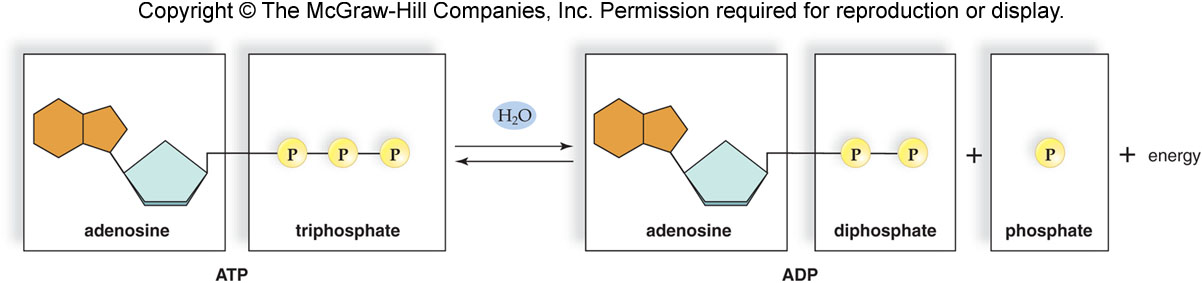 Copyright © The McGraw-Hill Companies, Inc. Permission required for reproduction or display.
H₂O
P P P
P P + P + energy
adenosine triphosphate adenosine diphosphate phosphate
ATP ADP